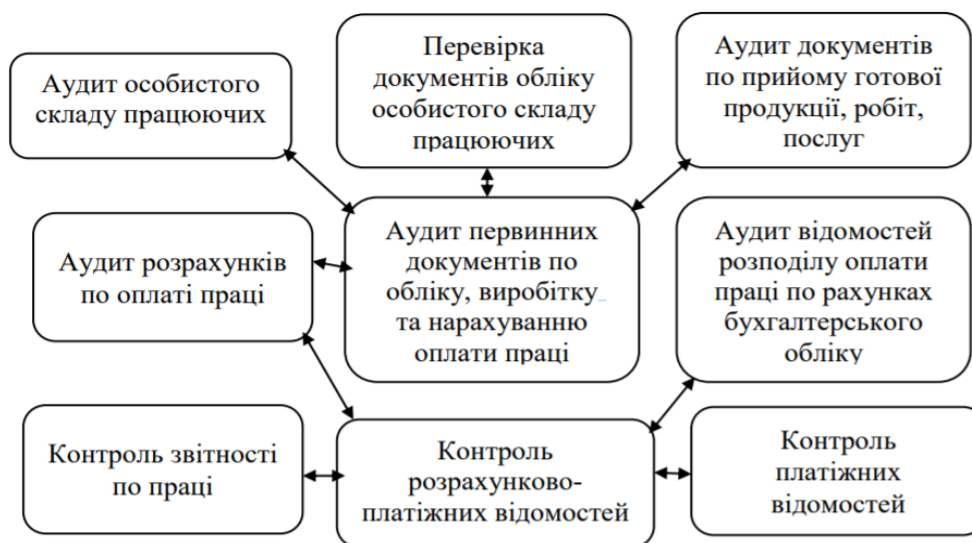 Аудит особистого
складу працюючих
Перевірка
документів обліку
особистого складу
працюючих
Аудит документів
по прийому готової
продукції, робіт,
послуг
Аудит розрахунків
по оплаті праці
Аудит первинних
документів по
обліку, виробітку
та нарахуванню
оплати праці
Аудит відомостей
розподілу оплати
праці по рахунках
бухгалтерського
обліку
Контроль звітності
по праці
Контроль
розрахунково-
платіжних відомостей
Контроль
платіжних
відомостей